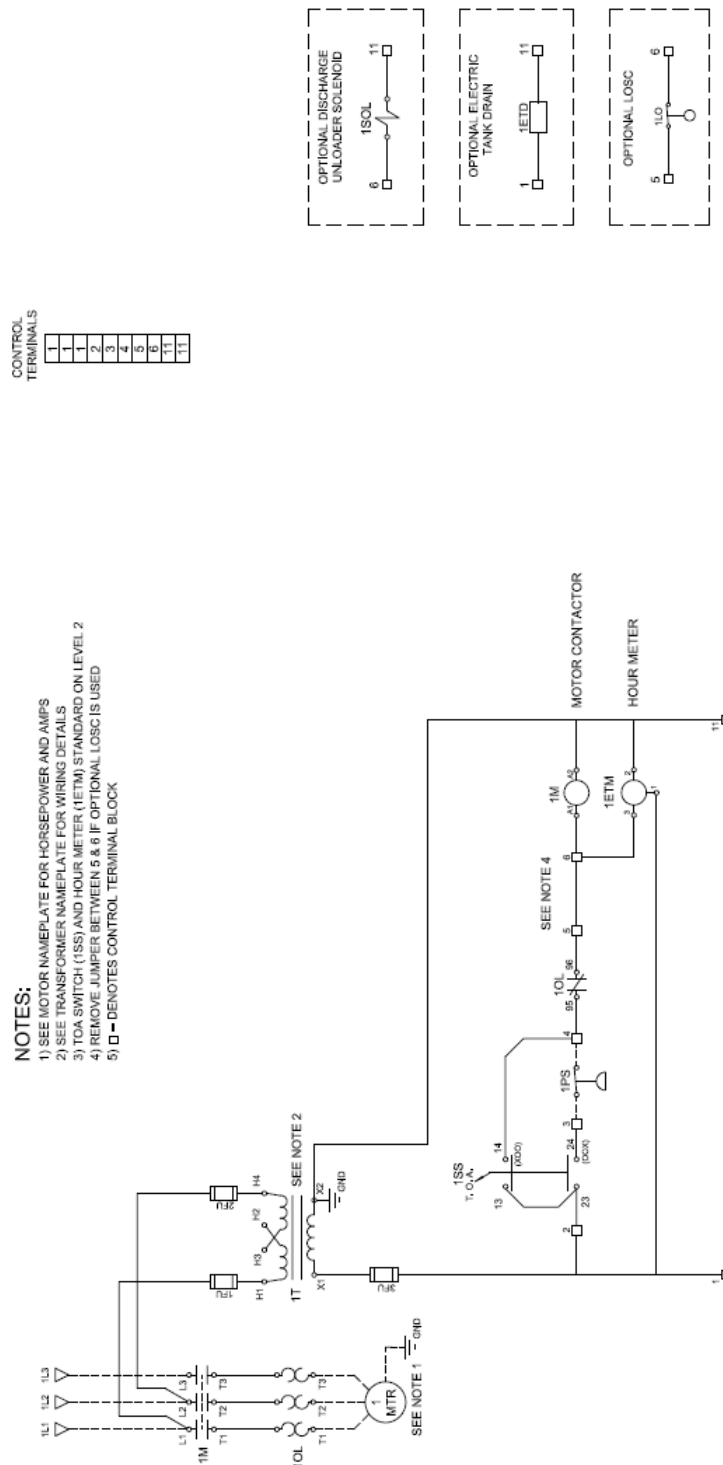 NOTES:
1) SEE MOTOR NAMEPLATE FOR HORSEPOWER AND AMPS
2) SEE TRANSFORMER NAMEPLATE FOR WIRING DETAILS
3) TOA SWITCH (1SS) AND HOUR METER (1ETM) STANDARD ON LEVEL 2
4) REMOVE JUMPER BETWEEN 5 & 6 IF OPTIONAL LOSC IS USED
5) □ – DENOTES CONTROL TERMINAL BLOCK
CONTROL
TERMINALS
1
1
1
2
3
4
5
6
11
11
1L1
1L2
1L3
L1
L2
L3
1M
T1
T2
T3
1OL
T1
T2
T3
1
MTR
GND
SEE NOTE 1
1FU
2FU
H1
H3
H2
H4
1T
SEE NOTE 2
X1
X2
GND
3FU
1SS
T. O. A.
13
14
(XOO)
2
23
24
(OOX)
3
1PS
4
1OL
95
96
5
SEE NOTE 4
6
1M
A1
A2
MOTOR CONTACTOR
1ETM
3
2
1
HOUR METER
1
11
OPTIONAL DISCHARGE
UNLOADER SOLENOID
1SOL
6
11
OPTIONAL ELECTRIC
TANK DRAIN
1ETD
1
11
OPTIONAL LOSC
1LO
5
6